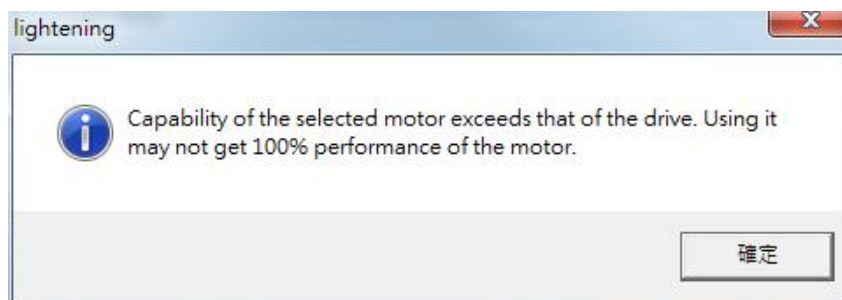 lightening
Capability of the selected motor exceeds that of the drive. Using it
may not get 100% performance of the motor.
確定